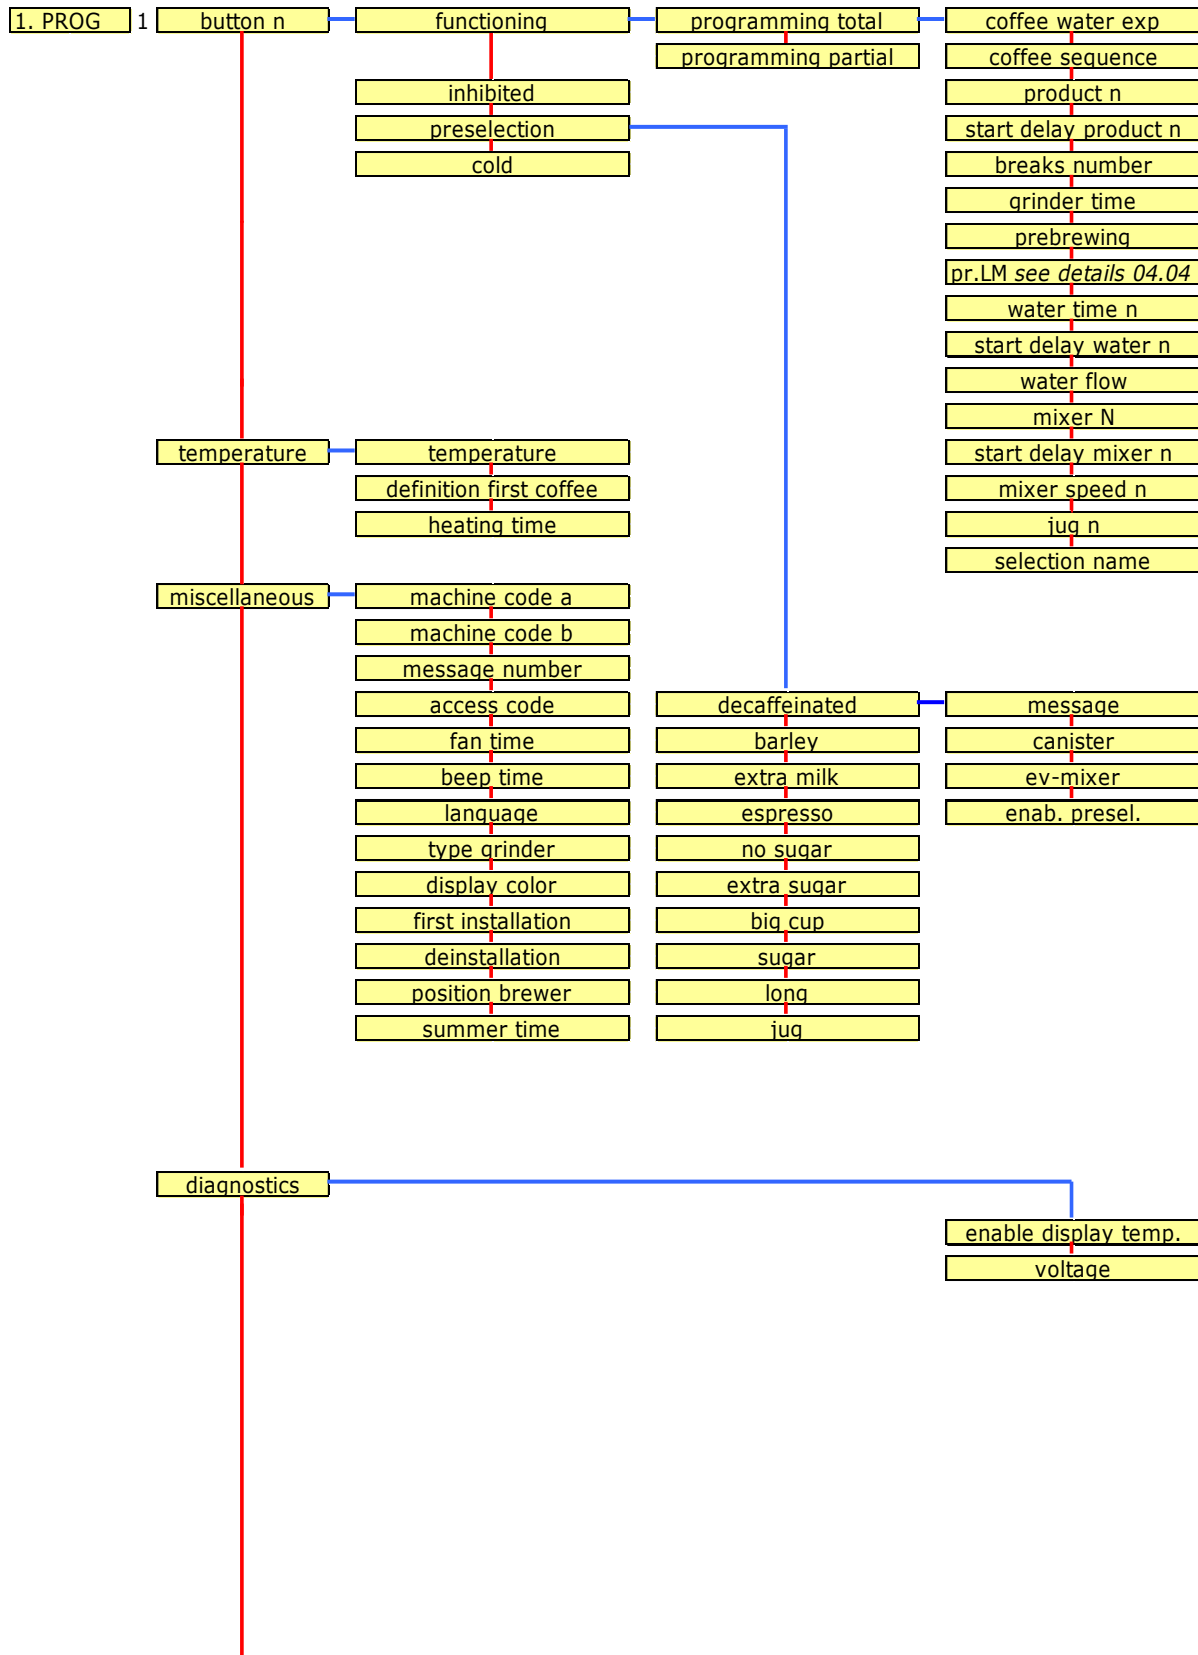 1. PROG 1 button n functioning programming total coffee water exp
programming partial coffee sequence
inhibited product n
preselection start delay product n
cold breaks number
grinder time
prebrewing
pr.LM see details 04.04
water time n
start delay water n
water flow
mixer N
temperature temperature start delay mixer n
definition first coffee mixer speed n
heating time jug n
selection name
miscellaneous machine code a
machine code b
message number
access code decaffeinated message
fan time barley canister
beep time extra milk ev-mixer
language espresso enab. presel.
type grinder no sugar
display color extra sugar
first installation big cup
deinstallation sugar
position brewer long
summer time jug
diagnostics
enable display temp.
voltage